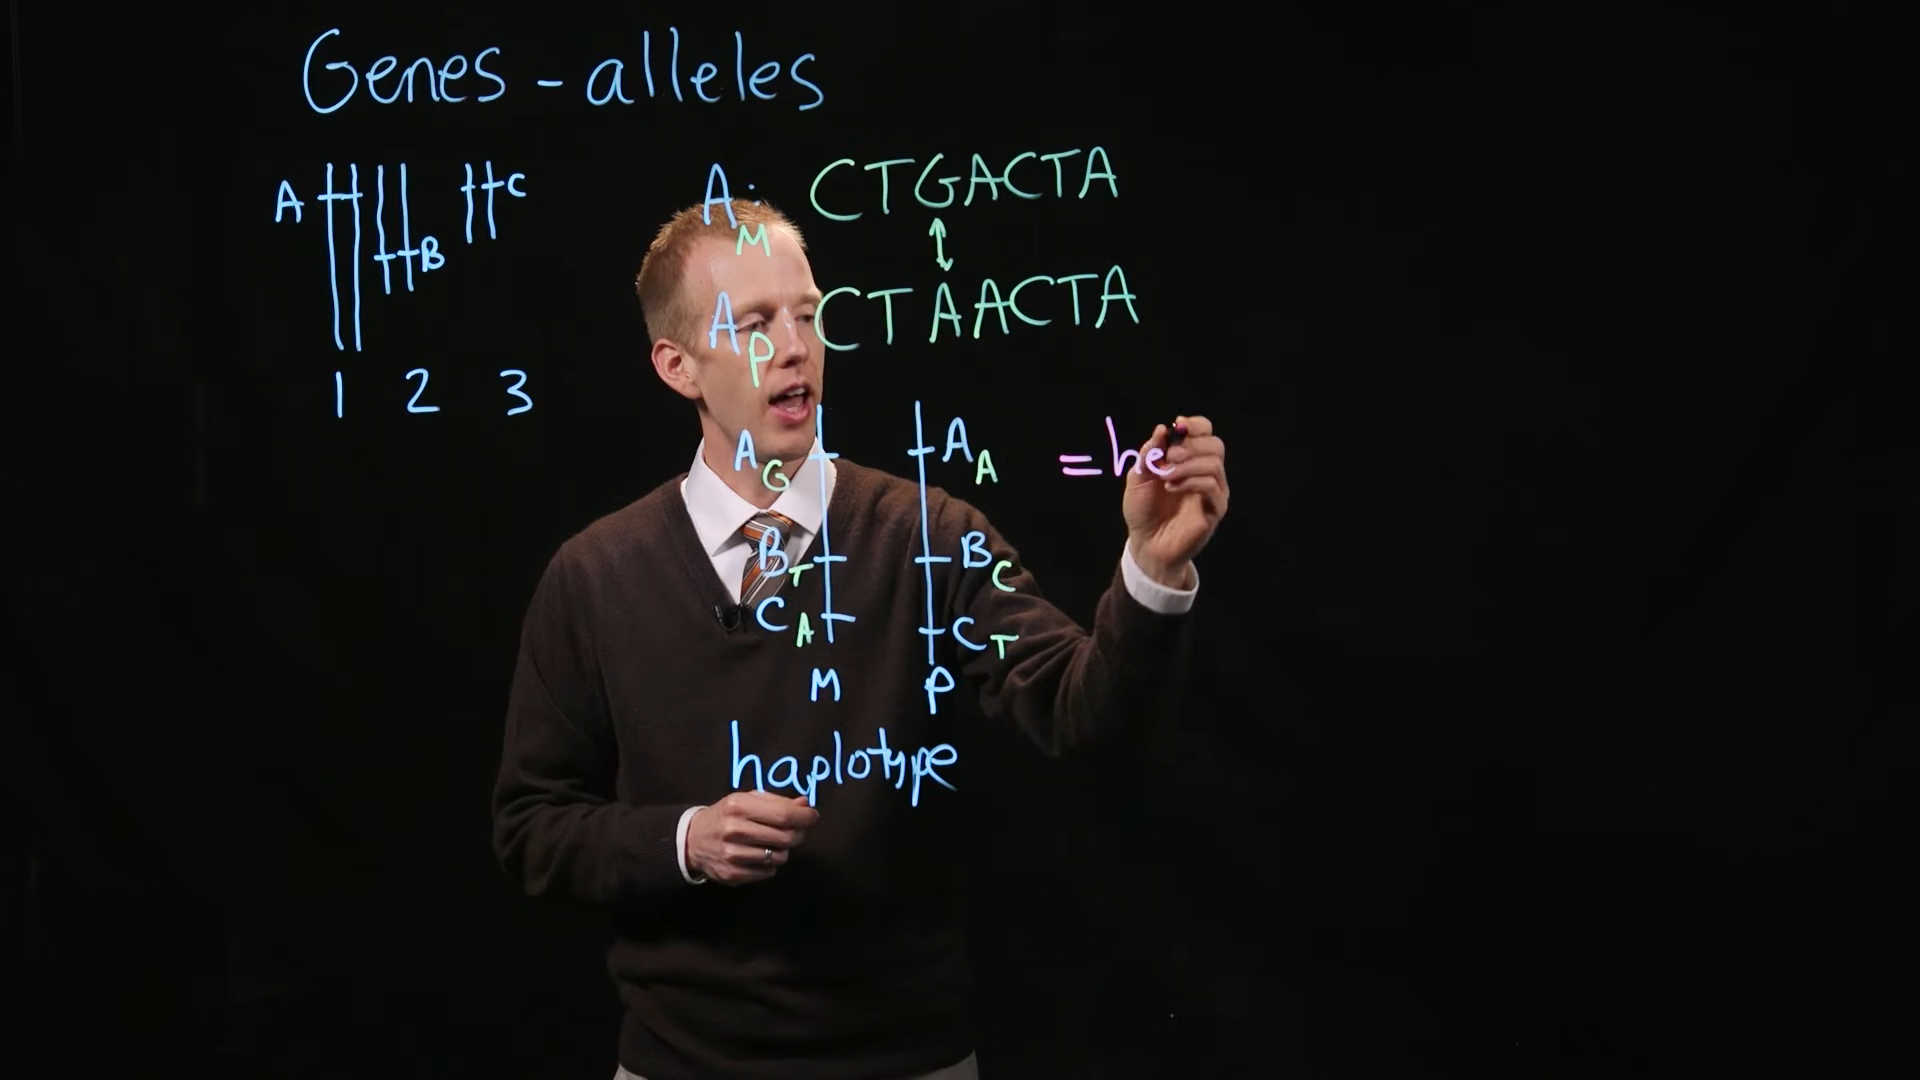 Genes - alleles
A B C
1 2 3
A: CTGACTA
M
A CTAACTA
P
A G A A = he
B T B C
C A C T
M P
haplotype